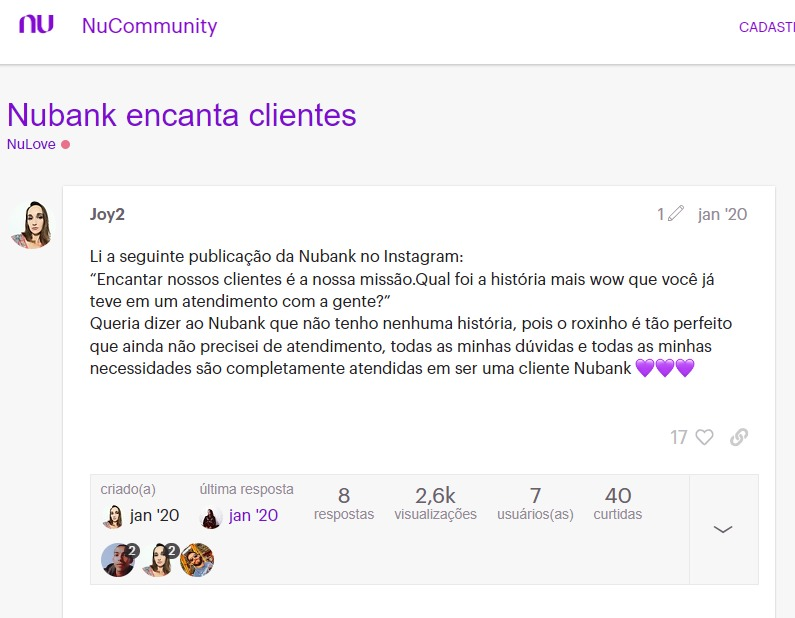 nu NuCommunity CADAST
Nubank encanta clientes
NuLove
Joy2 1 jan '20
Li a seguinte publicação da Nubank no Instagram:
“Encantar nossos clientes é a nossa missão.Qual foi a história mais wow que você já
teve em um atendimento com a gente?”
Queria dizer ao Nubank que não tenho nenhuma história, pois o roxinho é tão perfeito
que ainda não precisei de atendimento, todas as minhas dúvidas e todas as minhas
necessidades são completamente atendidas em ser uma cliente Nubank 💜💜💜
17
criado(a) última resposta 8 2,6k 7 40
jan '20 jan '20 respostas visualizações usuários(as) curtidas
2 2